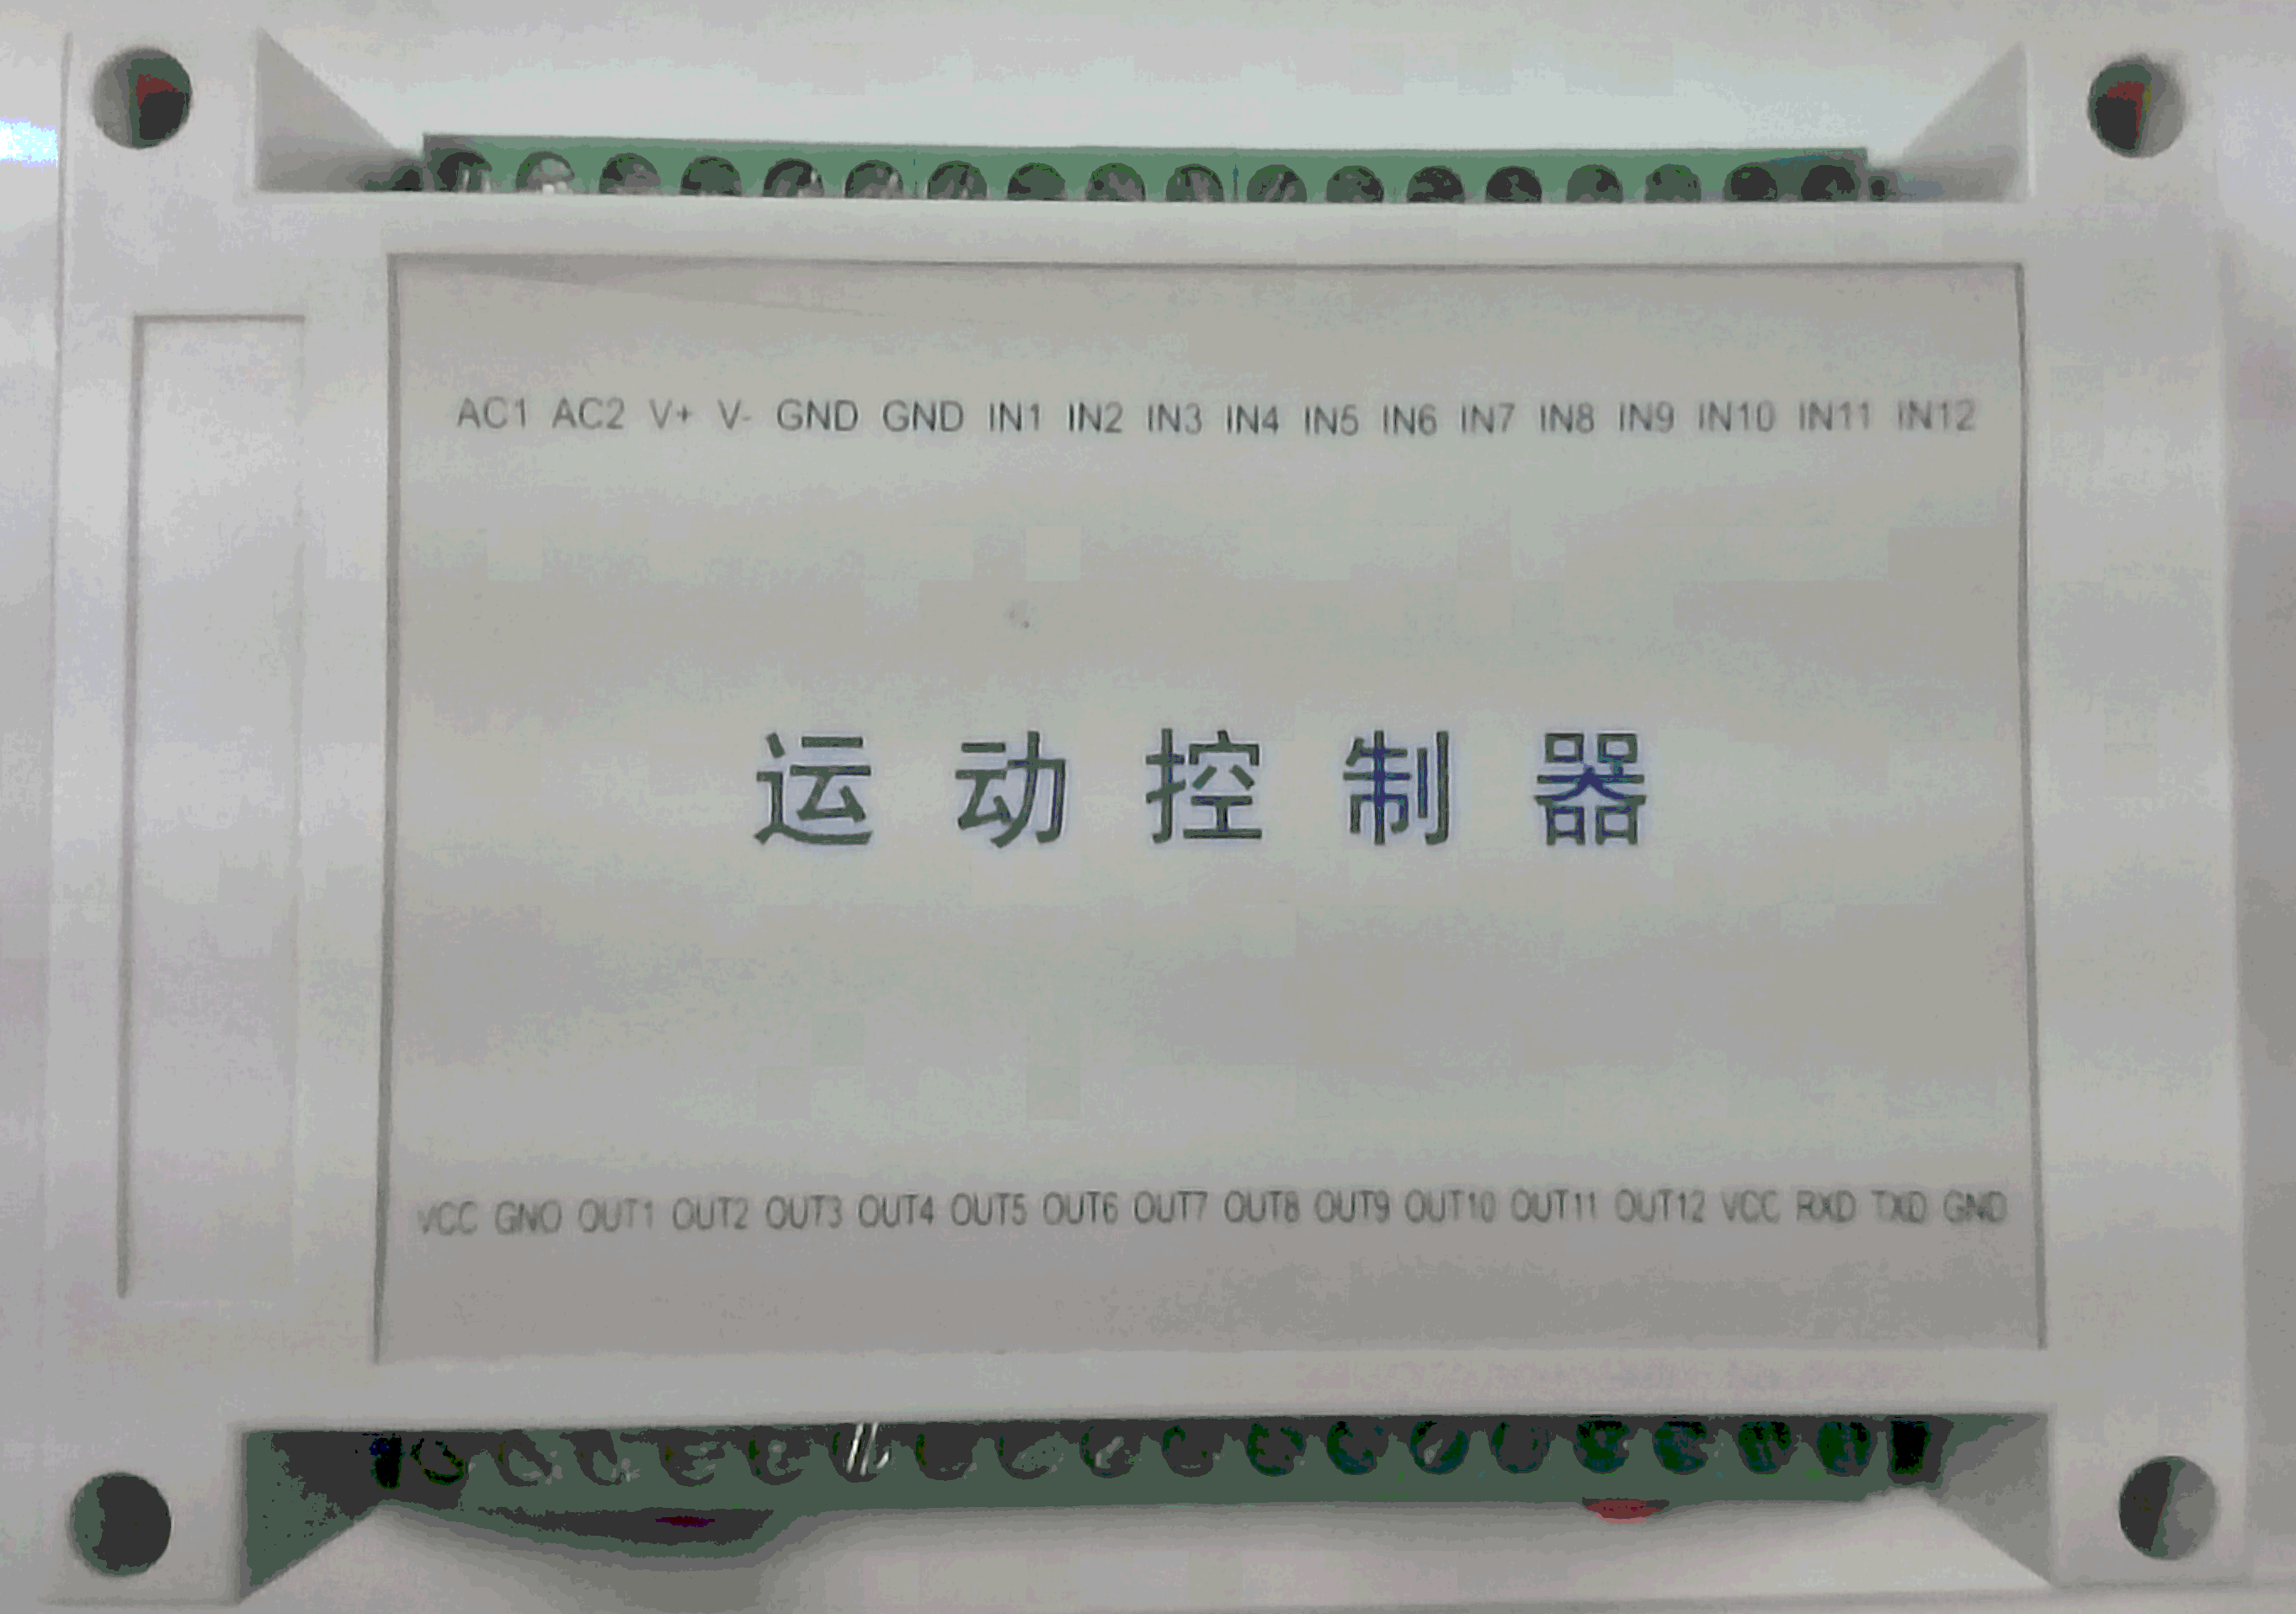 AC1 AC2 V+ V- GND GND IN1 IN2 IN3 IN4 IN5 IN6 IN7 IN8 IN9 IN10 IN11 IN12
运动控制器
VCC GND OUT1 OUT2 OUT3 OUT4 OUT5 OUT6 OUT7 OUT8 OUT9 OUT10 OUT11 OUT12 VCC RXD TXD GND